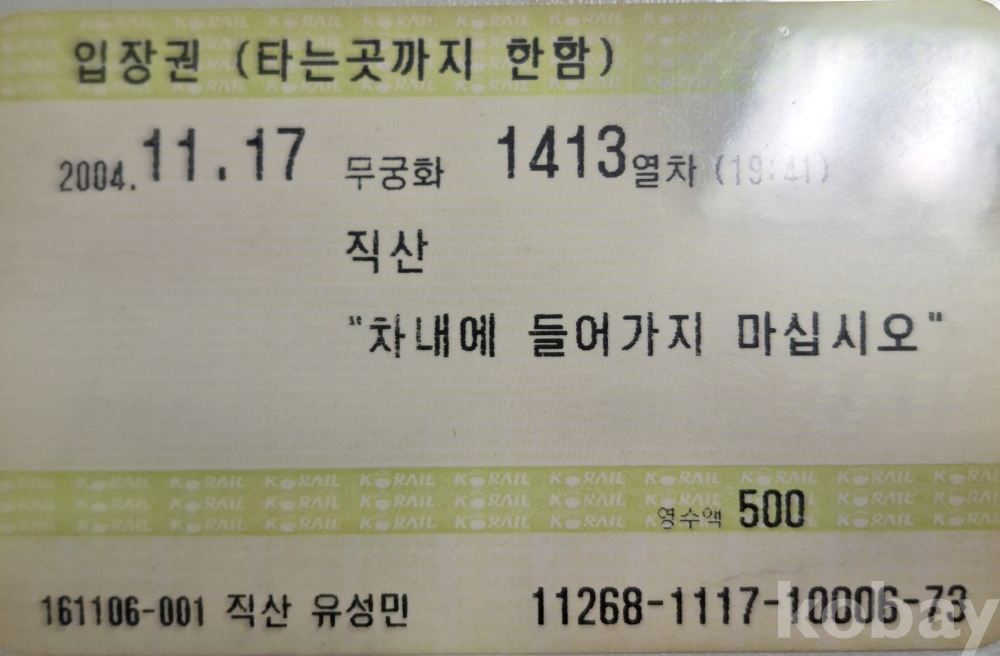 입장권 (타는곳까지 한함)
2004.11.17 무궁화 1413열차 (19:41)
직산
"차내에 들어가지 마십시오"
영수액 500
161106-001 직산 유성민 11268-1117-10006-73
kobay